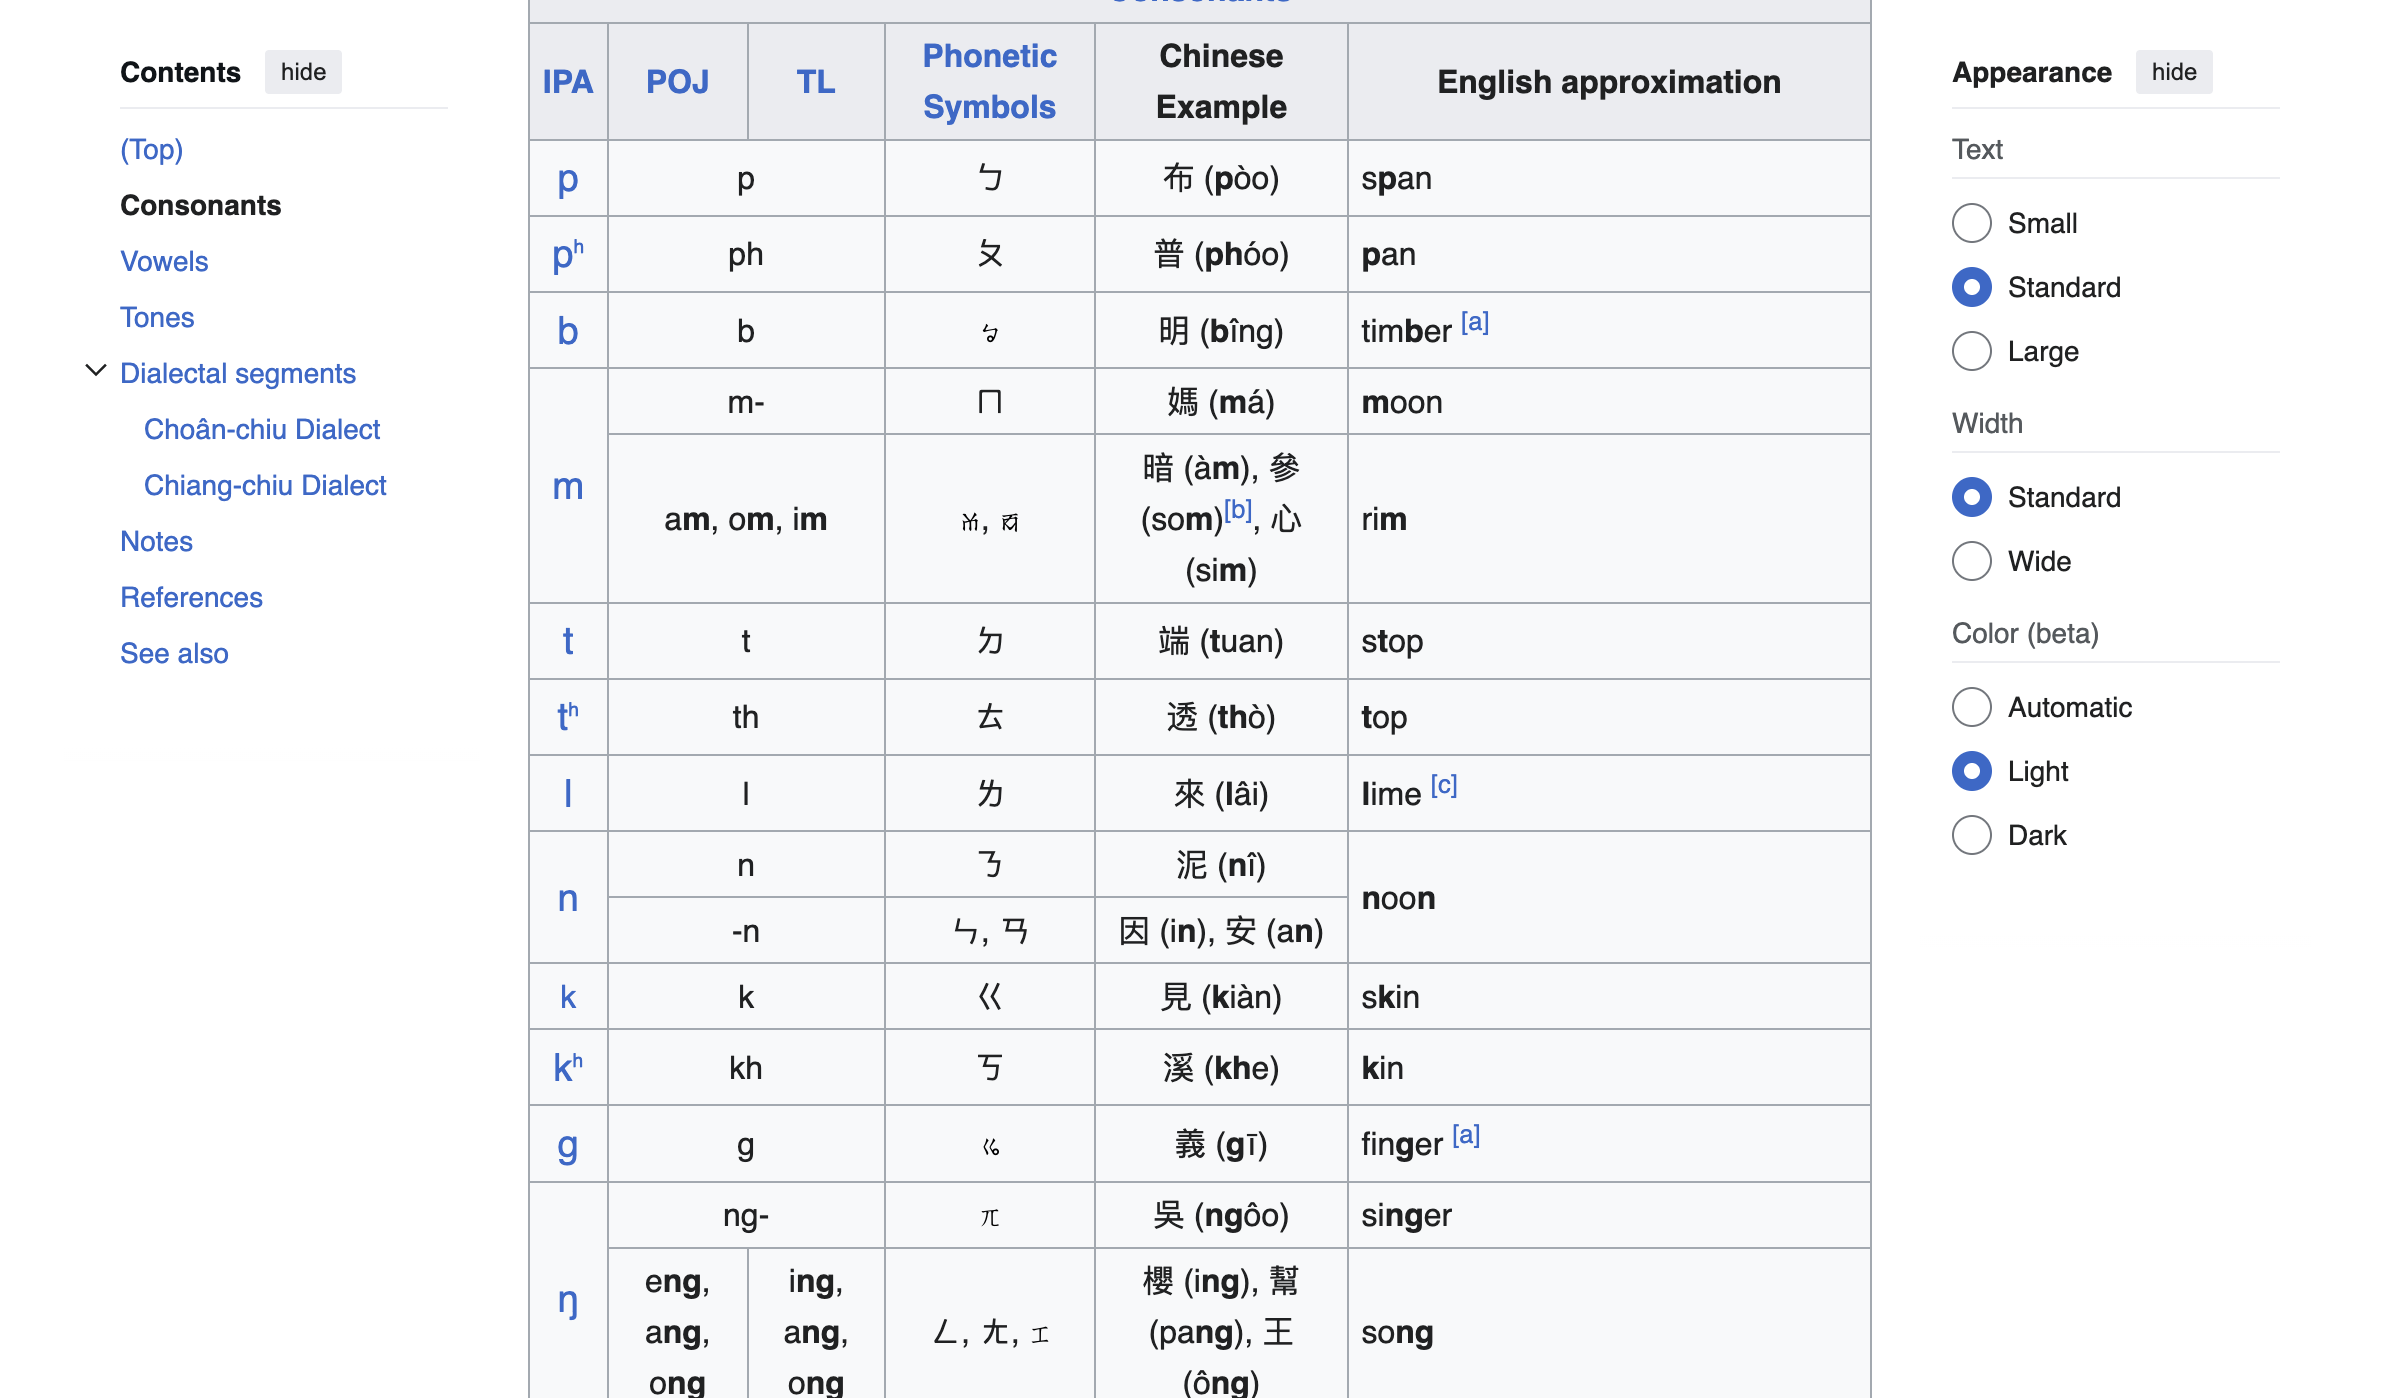 Contents hide
(Top)
Consonants
Vowels
Tones
Dialectal segments
Choân-chiu Dialect
Chiang-chiu Dialect
Notes
References
See also
IPA POJ TL Phonetic Symbols Chinese Example English approximation
p p ㄅ 布 (pòo) span
pʰ ph ㄆ 普 (phóo) pan
b b ㆠ 明 (bîng) timber [a]
m m- ㄇ 媽 (má) moon
am, om, im ㆰ, ㆱ 暗 (àm), 參 (som)[b], 心 (sim) rim
t t ㄉ 端 (tuan) stop
tʰ th ㄊ 透 (thò) top
l l ㄌ 來 (lâi) lime [c]
n n ㄋ 泥 (nî) noon
-n ㄣ, ㄢ 因 (in), 安 (an)
k k ㄍ 見 (kiàn) skin
kʰ kh ㄎ 溪 (khe) kin
g g ㆣ 義 (gī) finger [a]
ŋ ng- ㆭ 吳 (ngôo) singer
eng, ang, ong ing, ang, ong ㄥ, ㄤ, ㆲ 櫻 (ing), 幫 (pang), 王 (ông) song
Appearance hide
Text
Small
Standard
Large
Width
Standard
Wide
Color (beta)
Automatic
Light
Dark